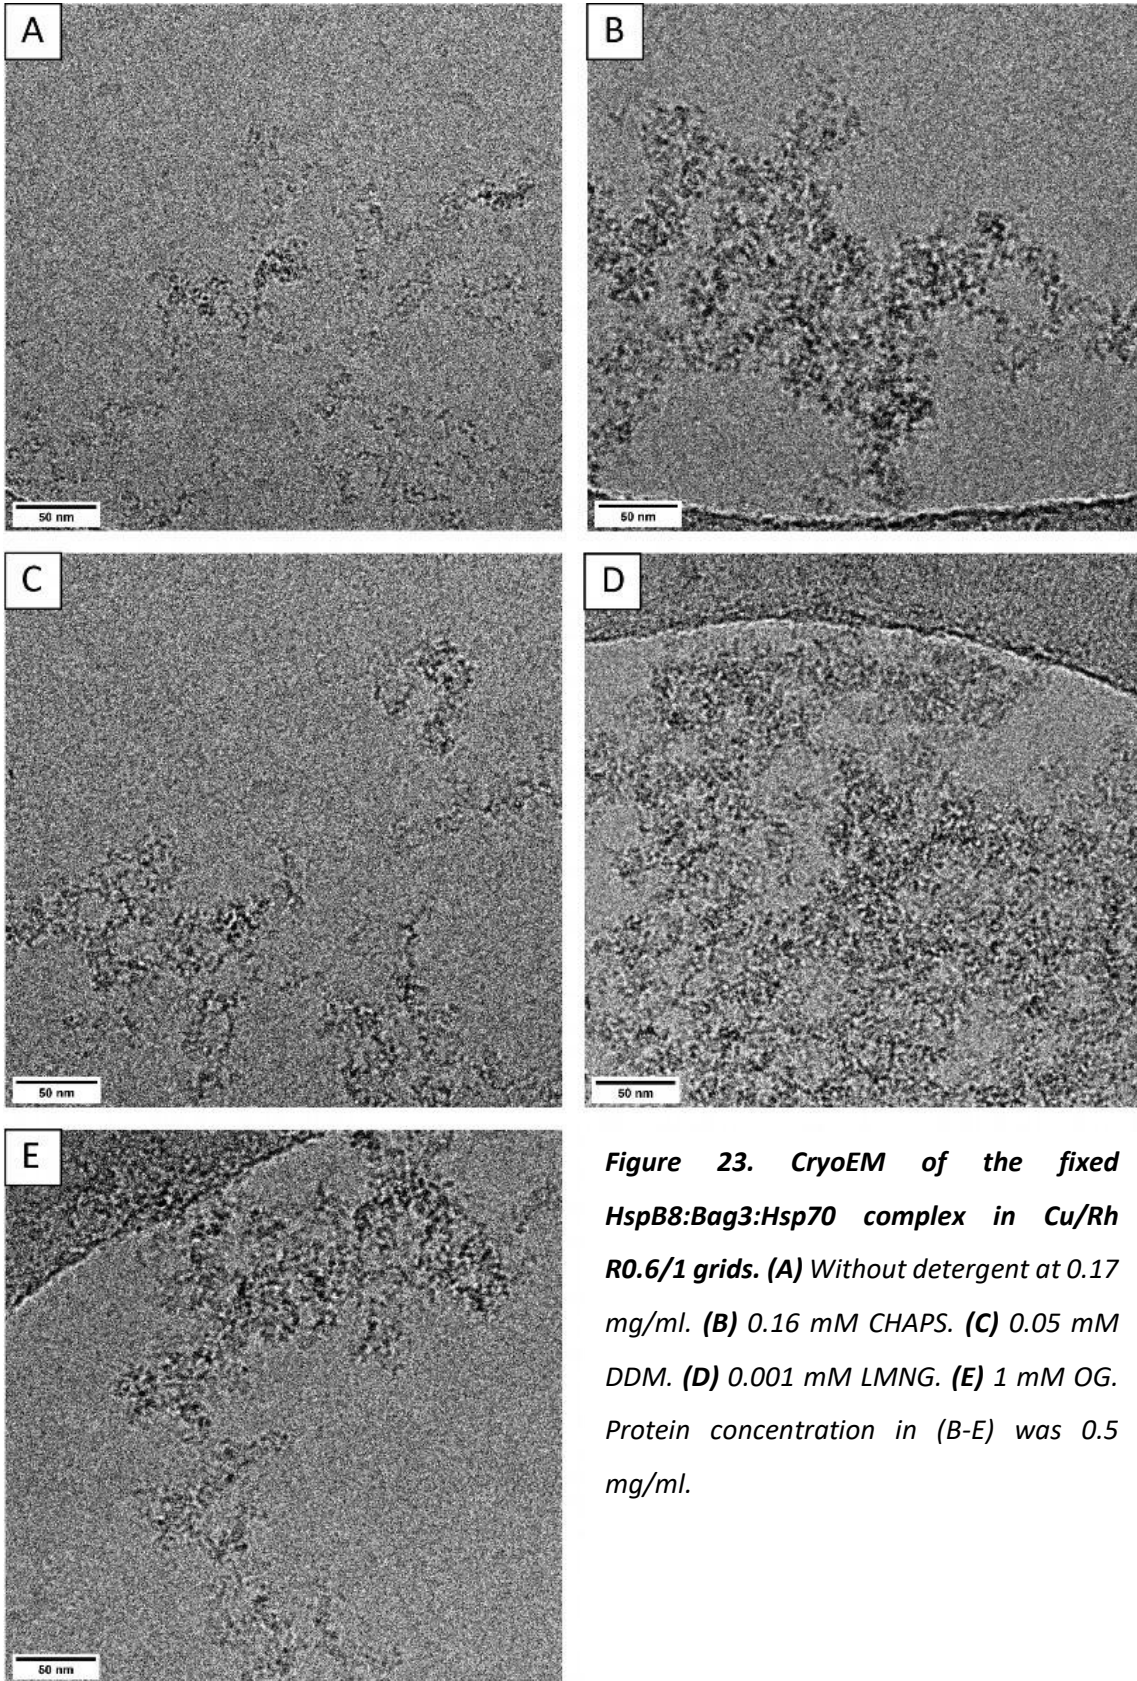 A
B
50 nm
50 nm
C
D
50 nm
50 nm
E
50 nm
Figure 23. CryoEM of the fixed
HspB8:Bag3:Hsp70 complex in Cu/Rh
R0.6/1 grids. (A) Without detergent at 0.17
mg/ml. (B) 0.16 mM CHAPS. (C) 0.05 mM
DDM. (D) 0.001 mM LMNG. (E) 1 mM OG.
Protein concentration in (B-E) was 0.5
mg/ml.